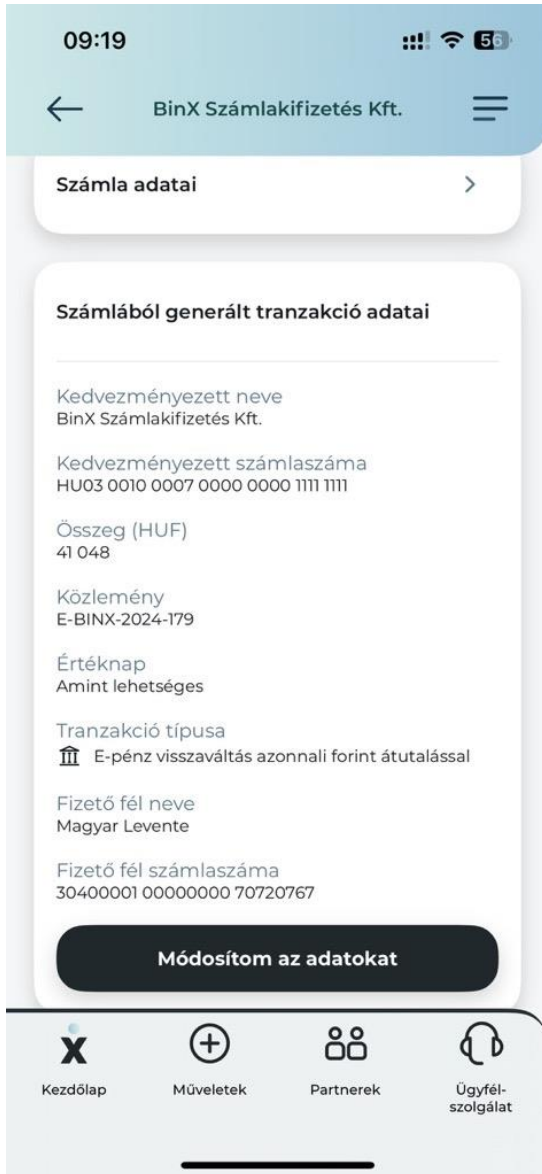 09:19
56
BinX Számlakifizetés Kft.
Számla adatai
Számlából generált tranzakció adatai
Kedvezményezett neve
BinX Számlakifizetés Kft.
Kedvezményezett számlaszáma
HU03 0010 0007 0000 0000 1111 1111
Összeg (HUF)
41 048
Közlemény
E-BINX-2024-179
Értéknap
Amint lehetséges
Tranzakció típusa
E-pénz visszaváltás azonnali forint átutalással
Fizető fél neve
Magyar Levente
Fizető fél számlaszáma
30400001 00000000 70720767
Módosítom az adatokat
Kezdőlap
Műveletek
Partnerek
Ügyfél-
szolgálat